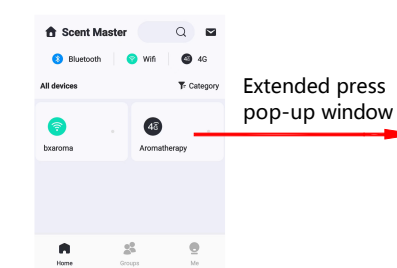 Scent Master
Bluetooth Wifi 4G 4G
All devices Category
Extended press
pop-up window
4G
bxaroma Aromatherapy
Home Groups Me